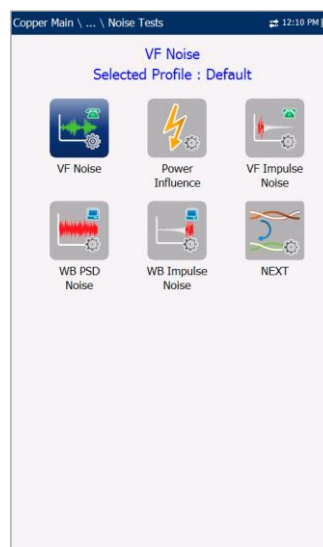 Copper Main \ ... \ Noise Tests
12:10 PM
VF Noise
Selected Profile : Default
VF Noise
Power
Influence
VF Impulse
Noise
WB PSD
Noise
WB Impulse
Noise
NEXT